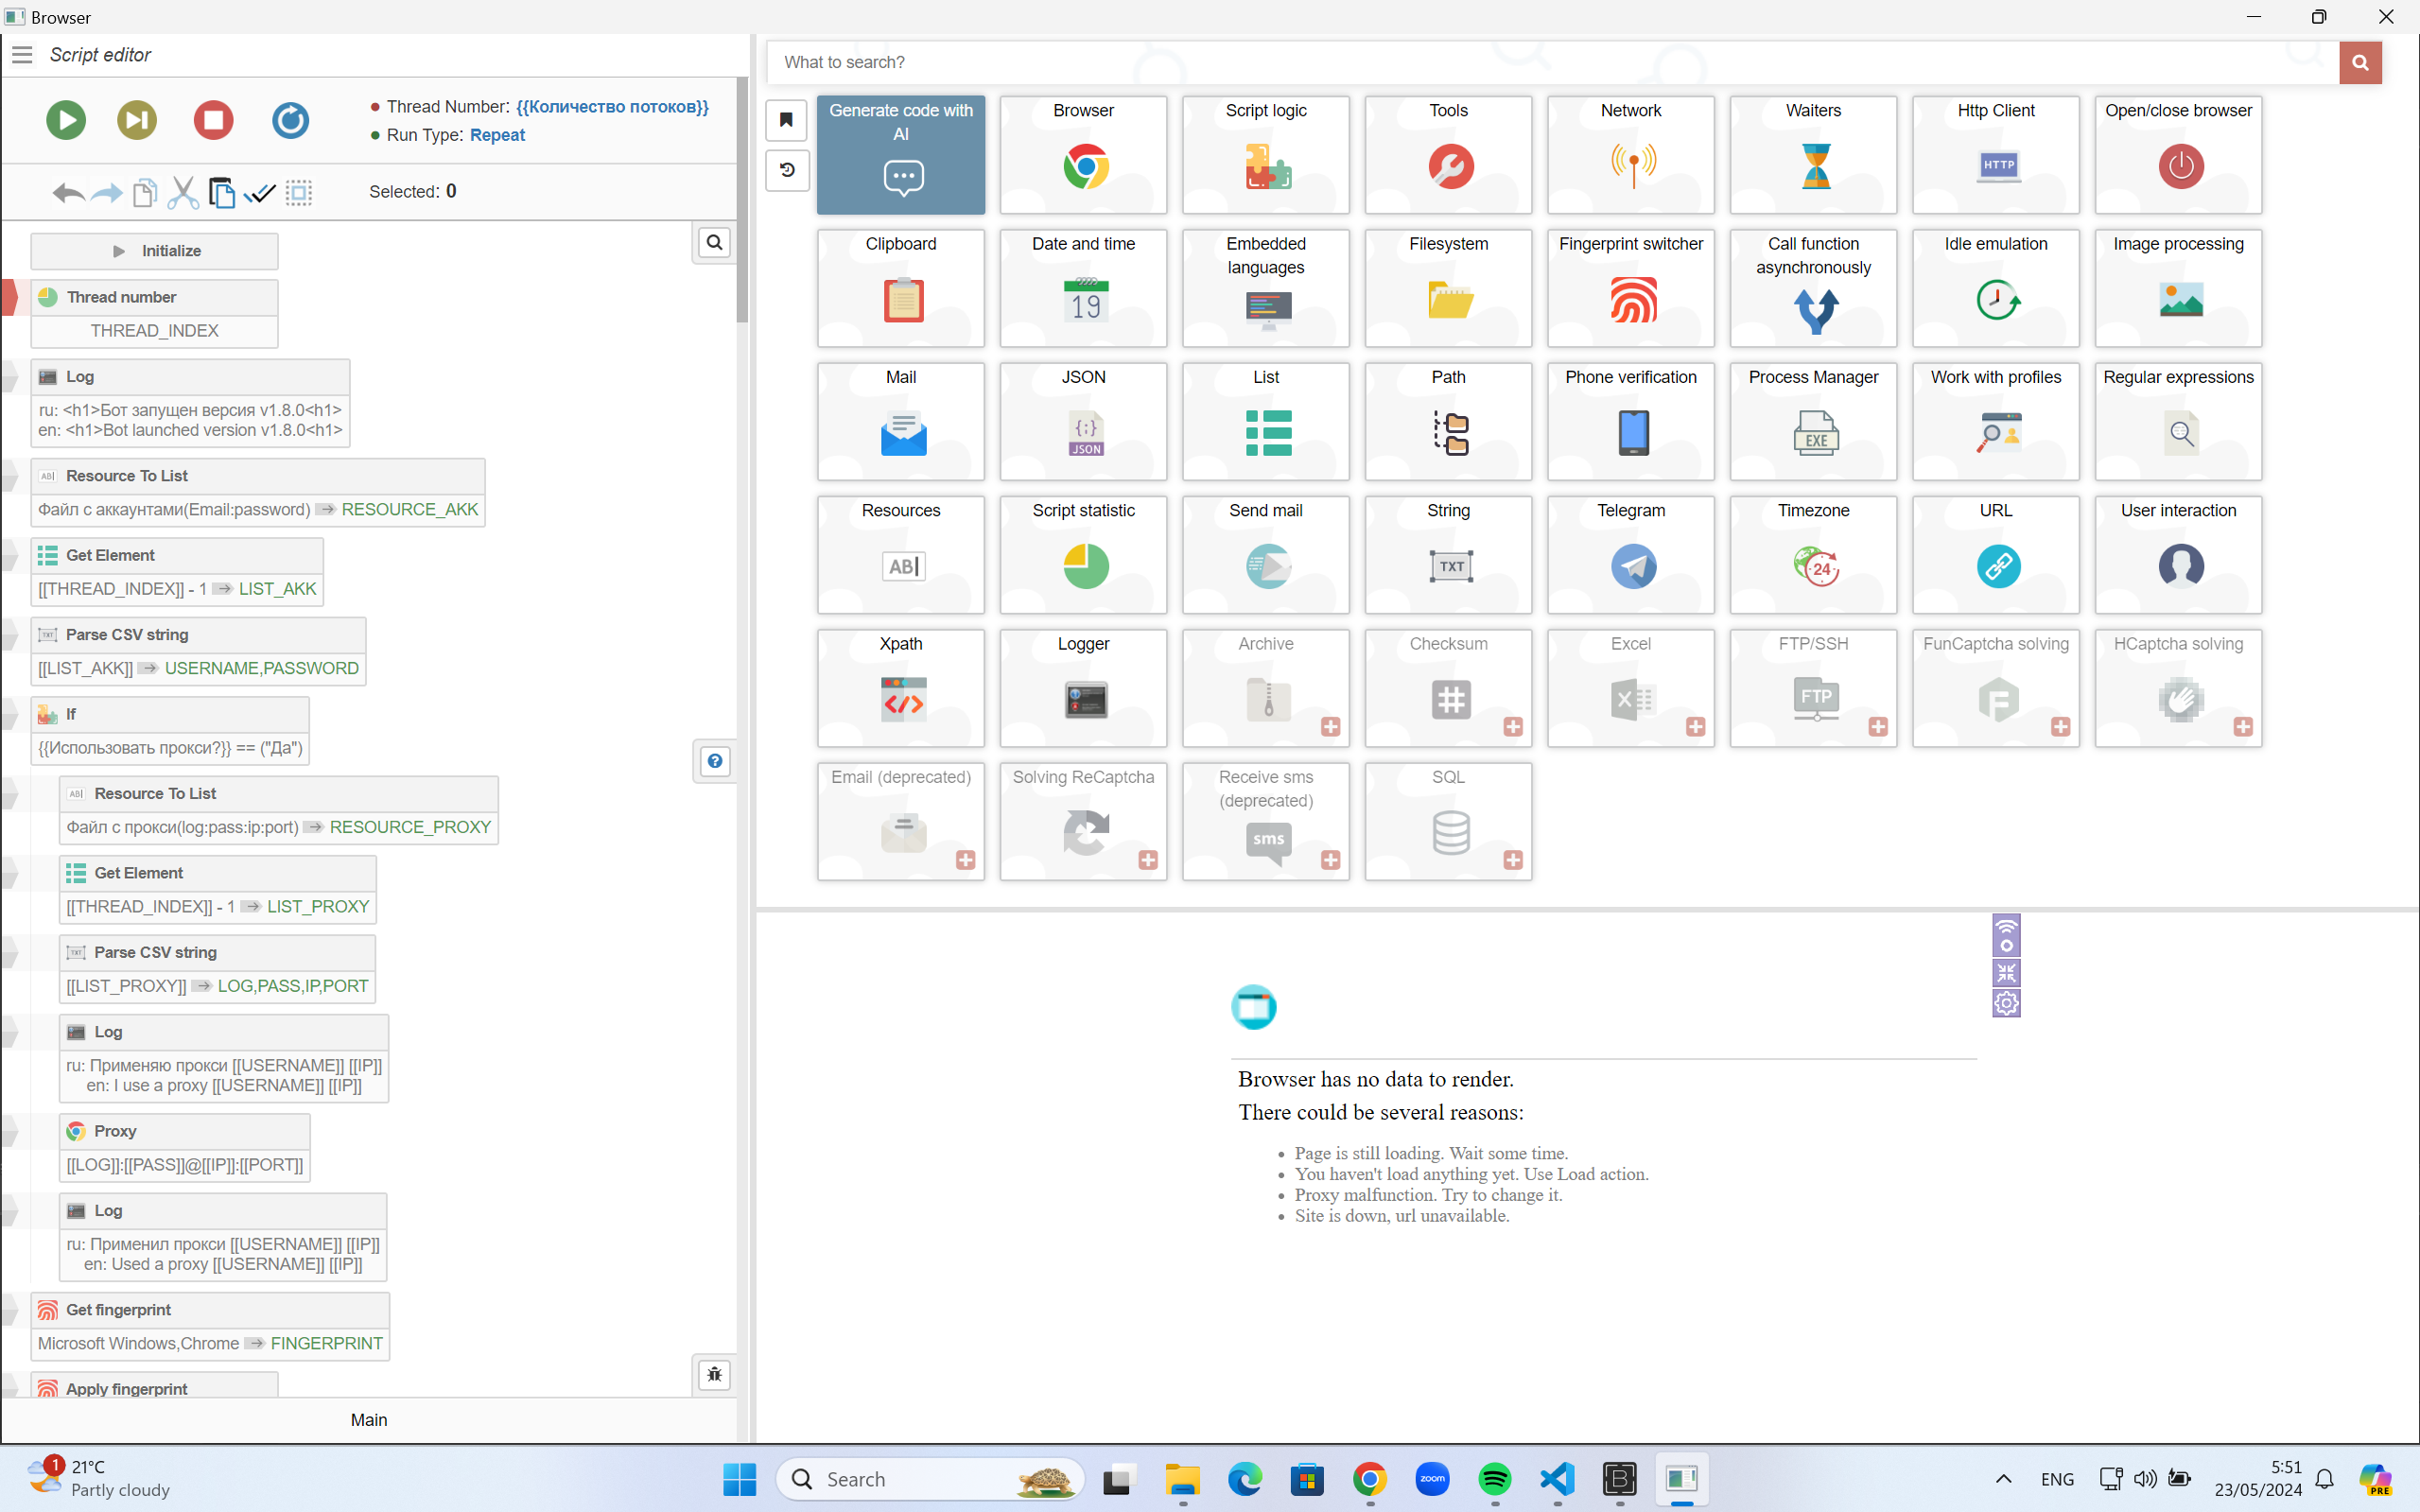 Browser
Script editor
Thread Number: {{Количество потоков}}
Run Type: Repeat
Selected: 0
Initialize
Thread number
THREAD_INDEX
Log
ru: <h1>Бот запущен версия v1.8.0<h1>
en: <h1>Bot launched version v1.8.0<h1>
Resource To List
Файл с аккаунтами(Email:password) RESOURCE_AKK
Get Element
[[THREAD_INDEX]] - 1 LIST_AKK
Parse CSV string
[[LIST_AKK]] USERNAME,PASSWORD
If
{{Использовать прокси?}} == ("Да")
Resource To List
Файл с прокси(log:pass:ip:port) RESOURCE_PROXY
Get Element
[[THREAD_INDEX]] - 1 LIST_PROXY
Parse CSV string
[[LIST_PROXY]] LOG,PASS,IP,PORT
Log
ru: Применяю прокси [[USERNAME]] [[IP]]
en: I use a proxy [[USERNAME]] [[IP]]
Proxy
[[LOG]]:[[PASS]]@[[IP]]:[[PORT]]
Log
ru: Применил прокси [[USERNAME]] [[IP]]
en: Used a proxy [[USERNAME]] [[IP]]
Get fingerprint
Microsoft Windows,Chrome FINGERPRINT
Apply fingerprint
Main
What to search?
Generate code with
AI
Browser
Script logic
Tools
Network
Waiters
Http Client
HTTP
Open/close browser
Clipboard
Date and time
19
Embedded
languages
Filesystem
Fingerprint switcher
Call function
asynchronously
Idle emulation
Image processing
Mail
JSON
{;}
JSON
List
Path
Phone verification
Process Manager
EXE
Work with profiles
Regular expressions
Resources
AB|
Script statistic
Send mail
String
TXT
Telegram
Timezone
24
URL
User interaction
Xpath
</>
Logger
Archive
Checksum
#
Excel
X
FTP/SSH
FTP
FunCaptcha solving
HCaptcha solving
Email (deprecated)
Solving ReCaptcha
Receive sms
(deprecated)
sms
SQL
Browser has no data to render.
There could be several reasons:
Page is still loading. Wait some time.
You haven't load anything yet. Use Load action.
Proxy malfunction. Try to change it.
Site is down, url unavailable.
1
21°C
Partly cloudy
Search
zoom
B
ENG
5:51
23/05/2024
PRE